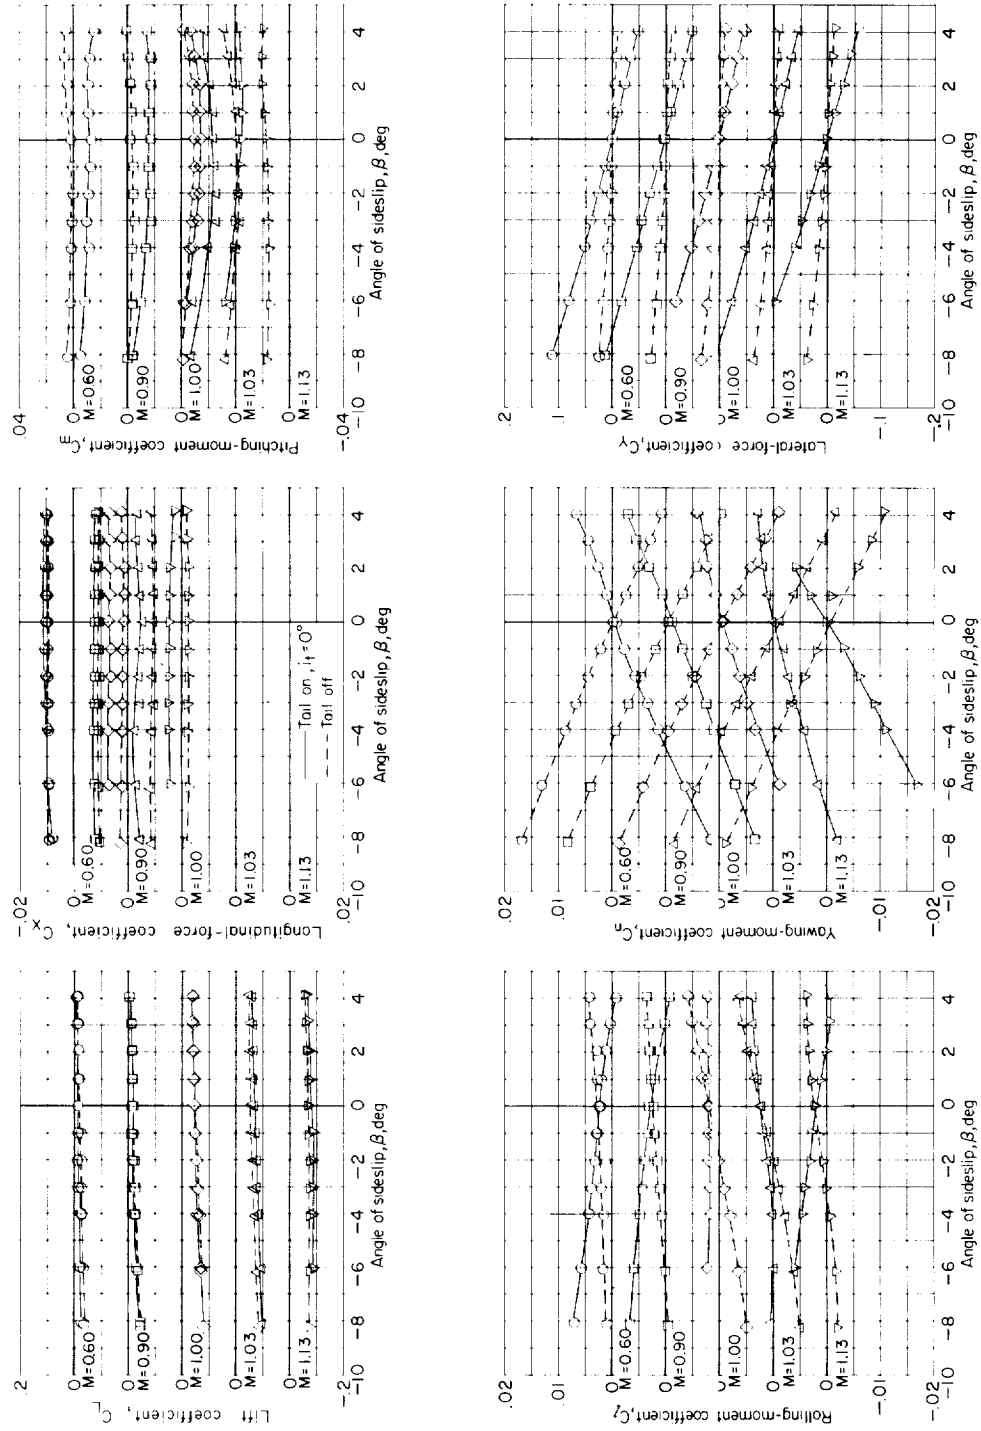 .2
0
M=0.60
0
M=0.90
0
M=1.00
0
M=1.03
0
M=1.13
-.2
-10 -8 -6 -4 -2 0 2 4
Angle of sideslip, β, deg
Lift coefficient, C_L
-.02
0
M=0.60
0
M=0.90
0
M=1.00
0
M=1.03
0
M=1.13
.02
-10 -8 -6 -4 -2 0 2 4
Angle of sideslip, β, deg
Longitudinal-force coefficient, C_X
Tail on, i_t=0°
Tail off
.04
0
M=0.60
0
M=0.90
0
M=1.00
0
M=1.03
0
M=1.13
-.04
-10 -8 -6 -4 -2 0 2 4
Angle of sideslip, β, deg
Pitching-moment coefficient, C_m
.02
.01
0
M=0.60
0
M=0.90
0
M=1.00
0
M=1.03
0
M=1.13
-.01
-.02
-10 -8 -6 -4 -2 0 2 4
Angle of sideslip, β, deg
Rolling-moment coefficient, C_l
.02
.01
0
M=0.60
0
M=0.90
0
M=1.00
0
M=1.03
0
M=1.13
-.01
-.02
-10 -8 -6 -4 -2 0 2 4
Angle of sideslip, β, deg
Yawing-moment coefficient, C_n
.2
.1
0
M=0.60
0
M=0.90
0
M=1.00
0
M=1.03
0
M=1.13
-.1
-.2
-10 -8 -6 -4 -2 0 2 4
Angle of sideslip, β, deg
Lateral-force coefficient, C_Y